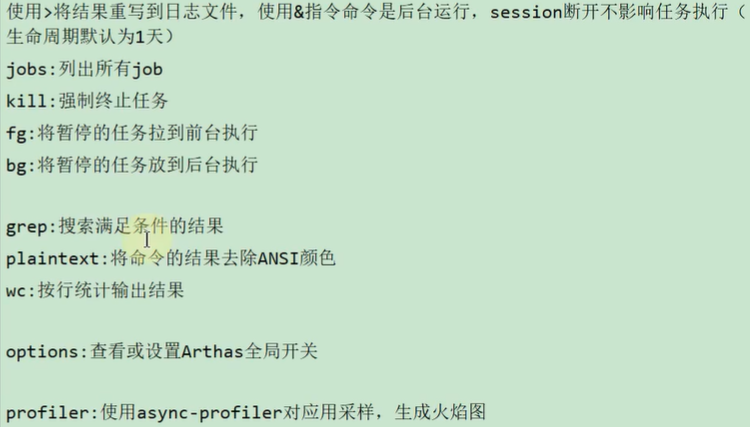 使用>将结果重写到日志文件，使用&指令命令是后台运行，session断开不影响任务执行（
生命周期默认为1天）
jobs:列出所有job
kill:强制终止任务
fg:将暂停的任务拉到前台执行
bg:将暂停的任务放到后台执行
grep:搜索满足条件的结果
plaintext:将命令的结果去除ANSI颜色
wc:按行统计输出结果
options:查看或设置Arthas全局开关
profiler:使用async-profiler对应用采样，生成火焰图